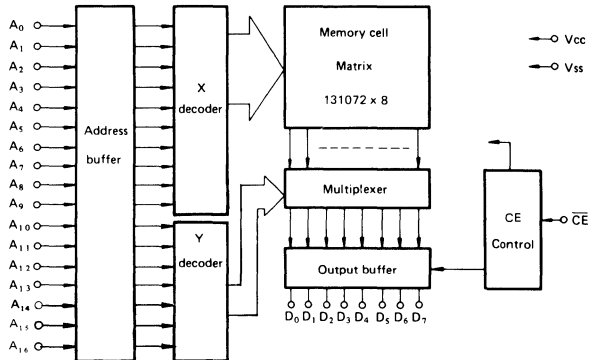 A0
A1
A2
A3
A4
A5
A6
A7
A8
A9
A10
A11
A12
A13
A14
A15
A16
Address
buffer
X
decoder
Y
decoder
Memory cell
Matrix
131072 x 8
Multiplexer
Output buffer
D0 D1 D2 D3 D4 D5 D6 D7
Vcc
Vss
CE
Control
C̅E̅